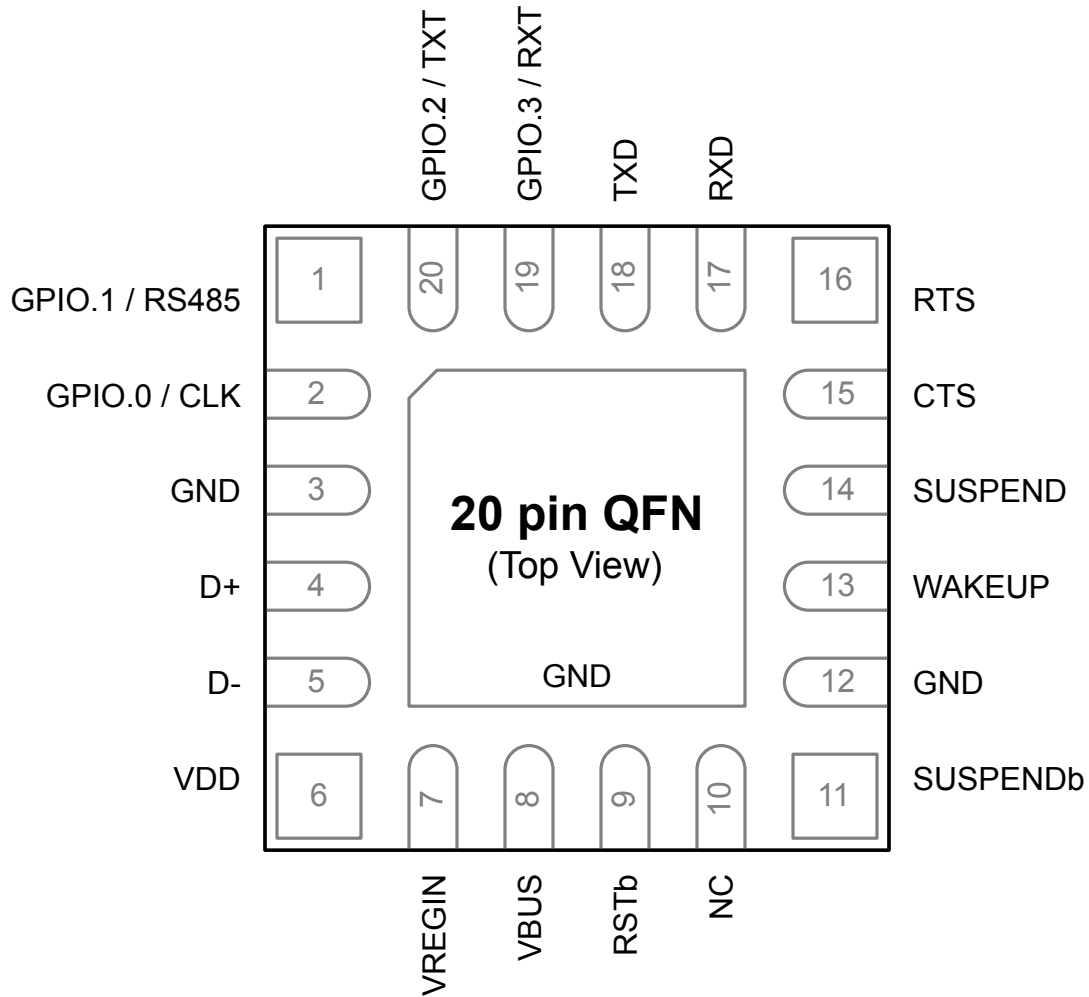 GPIO.2 / TXT
GPIO.3 / RXT
TXD
RXD
1
20
19
18
17
16
GPIO.1 / RS485
RTS
GPIO.0 / CLK
2
15
CTS
GND
3
14
SUSPEND
20 pin QFN
(Top View)
D+
4
13
WAKEUP
D-
5
GND
12
GND
VDD
6
7
8
9
10
11
SUSPENDb
VREGIN
VBUS
RSTb
NC